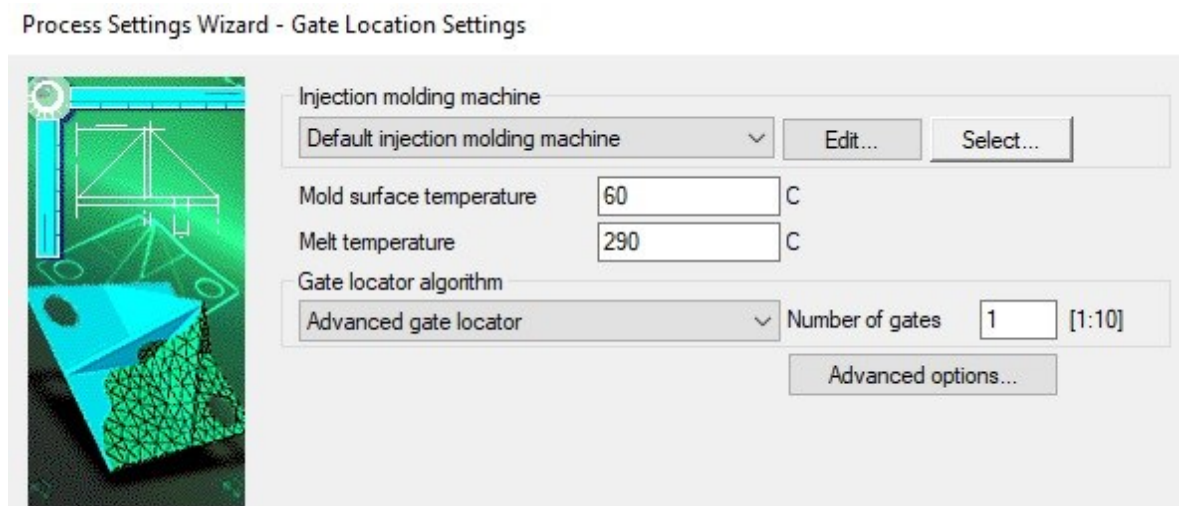 Process Settings Wizard - Gate Location Settings
Injection molding machine
Default injection molding machine Edit... Select...
Mold surface temperature 60 C
Melt temperature 290 C
Gate locator algorithm
Advanced gate locator Number of gates 1 [1:10]
Advanced options...